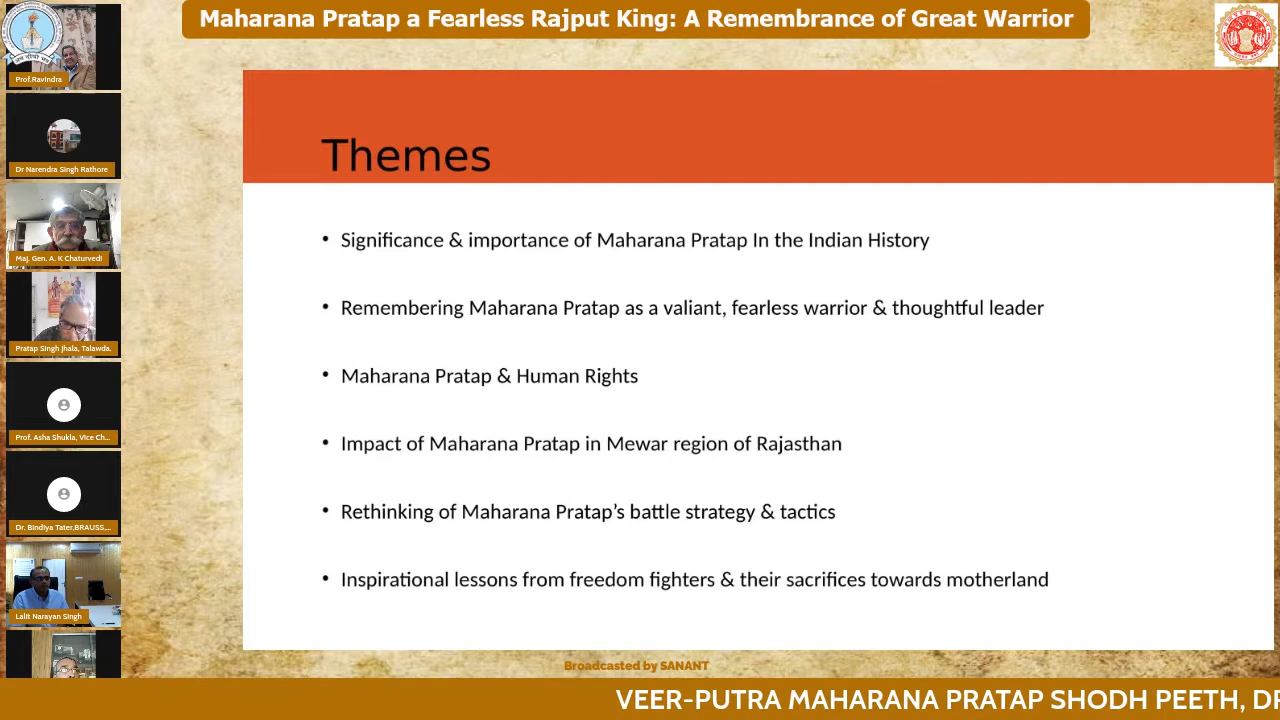 Maharana Pratap a Fearless Rajput King: A Remembrance of Great Warrior
Prof.Ravindra
Dr Narendra Singh Rathore
Maj. Gen. A. K Chaturvedi
Pratap Singh Jhala, Talawda.
Prof. Asha Shukla, Vice Ch...
Dr. Bindiya Tater,BRAUSS,...
Lalit Narayan Singh
Themes
• Significance & importance of Maharana Pratap In the Indian History
• Remembering Maharana Pratap as a valiant, fearless warrior & thoughtful leader
• Maharana Pratap & Human Rights
• Impact of Maharana Pratap in Mewar region of Rajasthan
• Rethinking of Maharana Pratap’s battle strategy & tactics
• Inspirational lessons from freedom fighters & their sacrifices towards motherland
Broadcasted by SANANT
VEER-PUTRA MAHARANA PRATAP SHODH PEETH,